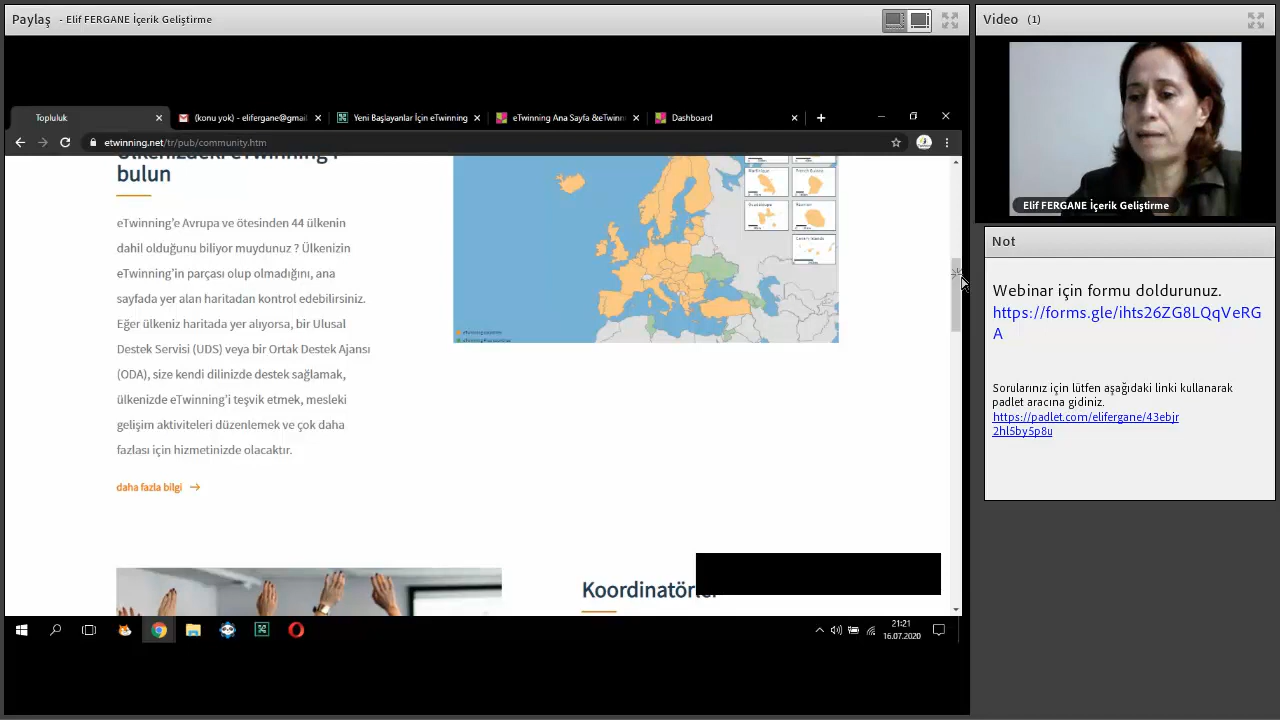 Paylaş - Elif FERGANE İçerik Geliştirme
Topluluk
(konu yok) - elifergane@gmail
Yeni Başlayanlar İçin eTwinning
eTwinning Ana Sayfa &eTwinn
Dashboard
etwinning.net/tr/pub/community.htm
bulun
eTwinning'e Avrupa ve ötesinden 44 ülkenin
dahil olduğunu biliyor muydunuz ? Ülkenizin
eTwinning'in parçası olup olmadığını, ana
sayfada yer alan haritadan kontrol edebilirsiniz.
Eğer ülkeniz haritada yer alıyorsa, bir Ulusal
Destek Servisi (UDS) veya bir Ortak Destek Ajansı
(ODA), size kendi dilinizde destek sağlamak,
ülkenizde eTwinning'i teşvik etmek, mesleki
gelişim aktiviteleri düzenlemek ve çok daha
fazlası için hizmetinizde olacaktır.
daha fazla bilgi
Martinique
French Guiana
Guadeloupe
Canary Islands
Koordinatörler
21:21
16.07.2020
Video (1)
Elif FERGANE İçerik Geliştirme
Not
Webinar için formu doldurunuz.
https://forms.gle/ihts26ZG8LQqVeRG
A
Sorularınız için lütfen aşağıdaki linki kullanarak
padlet aracına gidiniz.
https://padlet.com/elifergane/43ebjr
2hl5by5p8u